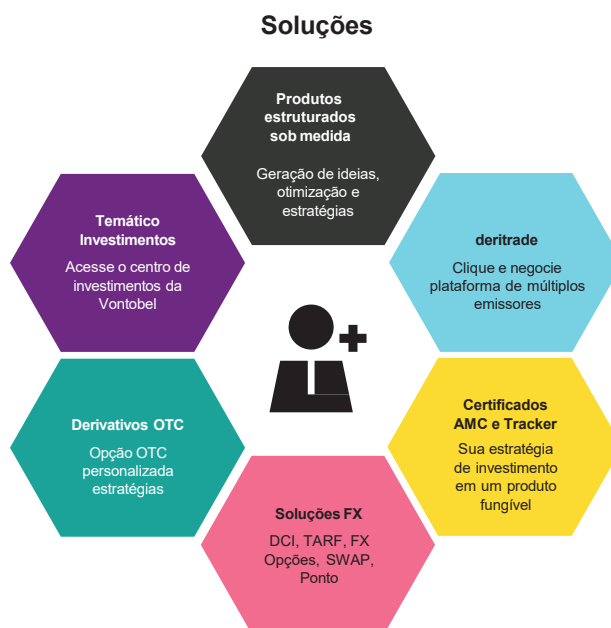 Soluções
Produtos
estruturados
sob medida
Geração de ideias,
otimização e
estratégias
Temático
Investimentos
Acesse o centro de
investimentos da
Vontobel
deritrade
Clique e negocie
plataforma de múltiplos
emissores
Derivativos OTC
Opção OTC
personalizada
estratégias
Certificados
AMC e Tracker
Sua estratégia
de investimento
em um produto
fungível
Soluções FX
DCI, TARF, FX
Opções, SWAP,
Ponto